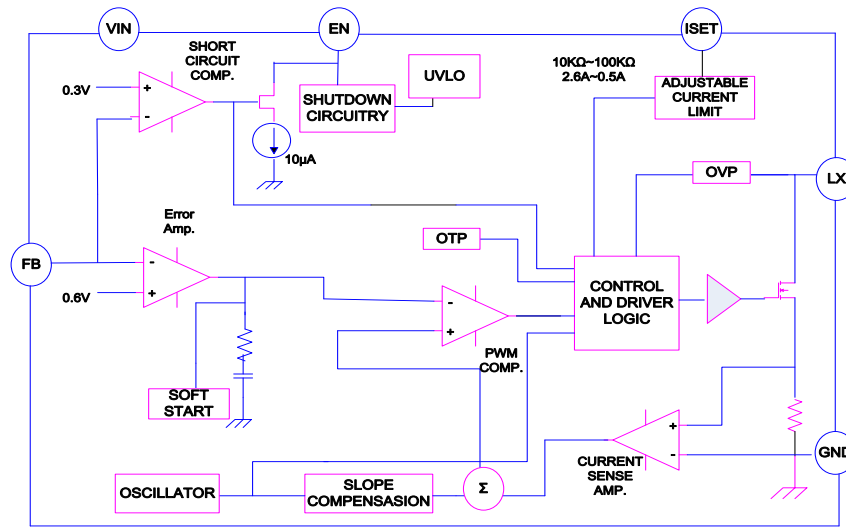 VIN
EN
ISET
SHORT
CIRCUIT
COMP.
10KΩ~100KΩ
2.6A~0.5A
UVLO
0.3V
+
-
SHUTDOWN
CIRCUITRY
ADJUSTABLE
CURRENT
LIMIT
10µA
OVP
LX
Error
Amp.
OTP
FB
-
+
0.6V
CONTROL
AND DRIVER
LOGIC
-
+
PWM
COMP.
SOFT
START
+
-
GND
CURRENT
SENSE
AMP.
OSCILLATOR
SLOPE
COMPENSASION
Σ